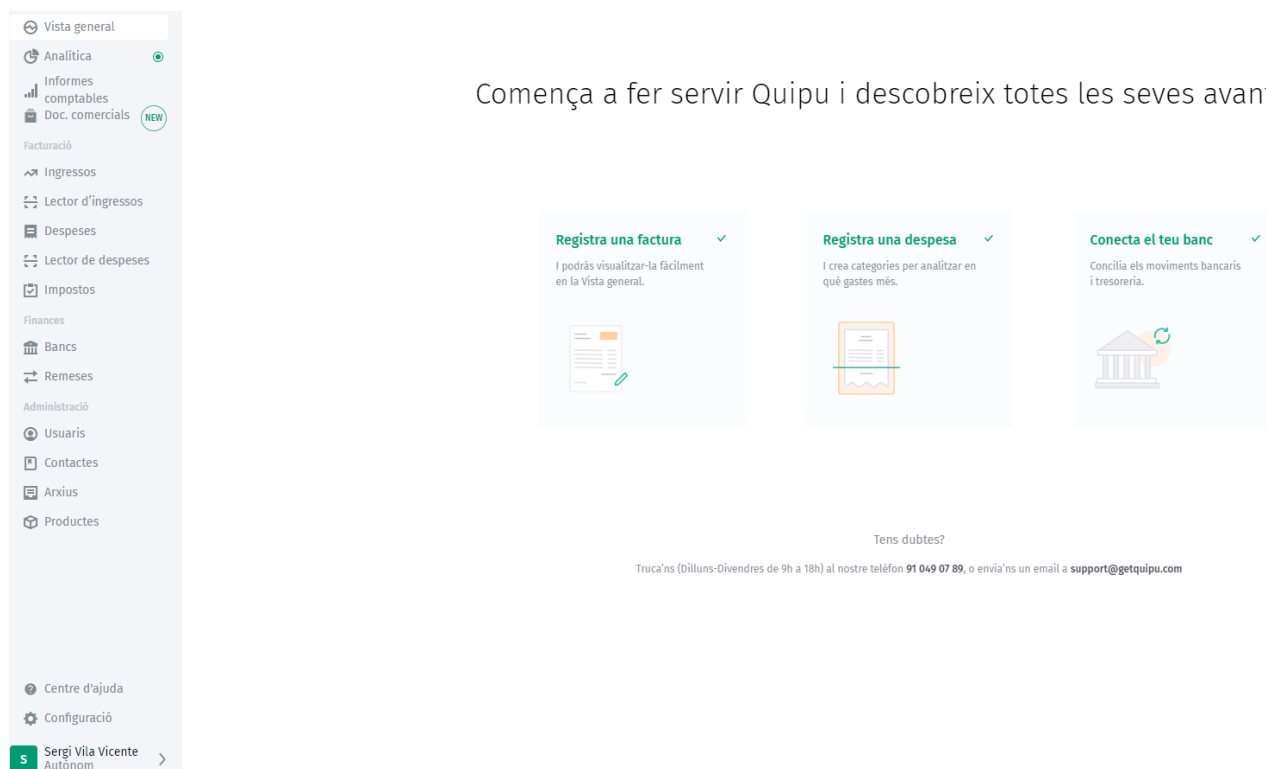 Vista general
Analítica
Informes
comptables
Doc. comercials
NEW
Facturació
Ingressos
Lector d'ingressos
Despeses
Lector de despeses
Impostos
Finances
Bancs
Remeses
Administració
Usuaris
Contactes
Arxius
Productes
Centre d'ajuda
Configuració
S
Sergi Vila Vicente
Autònom
Comença a fer servir Quipu i descobreix totes les seves
Registra una factura
I podràs visualitzar-la fàcilment
en la Vista general.
Registra una despesa
I crea categories per analitzar en
què gastes més.
Conecta el teu banc
Concilia els moviments bancaris
i tresoreria.
Tens dubtes?
Truca'ns (Dilluns-Divendres de 9h a 18h) al nostre telèfon 91 049 07 89, o envia'ns un email a support@getquipu.com